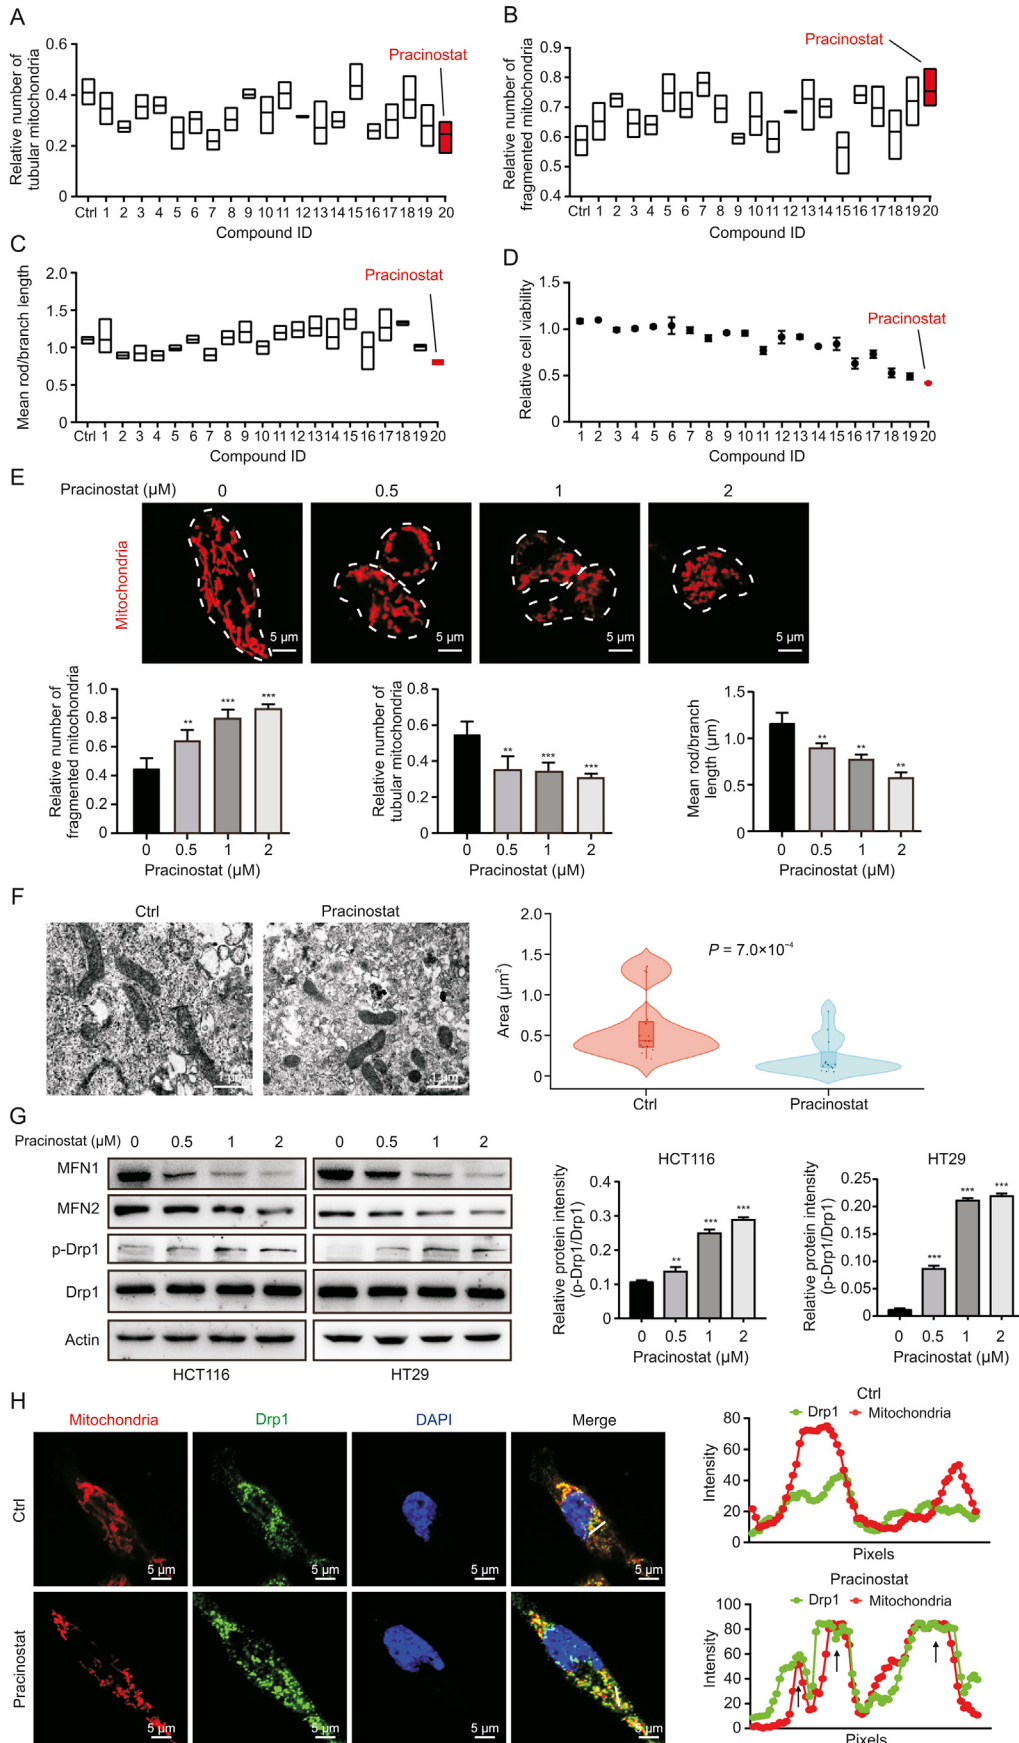 A
Relative number of
tubular mitochondria
0.6
0.4
0.2
0
Pracinostat
Ctrl 1 2 3 4 5 6 7 8 9 10 11 12 13 14 15 16 18 19 20
Compound ID
B
Relative number of
fragmented mitochondria
0.9
0.8
0.7
0.6
0.5
0.4
Pracinostat
Ctrl 1 2 3 4 5 6 7 8 9 10 11 12 13 14 15 16 17 18 19 20
Compound ID
C
Mean rod/branch length
2.0
1.5
1.0
0.5
0
Pracinostat
Ctrl 1 2 3 4 5 6 7 8 9 10 11 12 13 14 15 16 17 18 19 20
Compound ID
D
Relative cell viability
1.5
1.0
0.5
0
Pracinostat
1 2 3 4 5 6 7 8 9 10 11 12 13 14 15 16 17 18 19 20
Compound ID
E
Pracinostat (μM) 0 0.5 1 2
Mitochondria
5 μm 5 μm 5 μm 5 μm
Relative number of
fragmented mitochondria
1.0
0.8
0.6
0.4
0.2
0
** *** ***
0 0.5 1 2
Pracinostat (μM)
Relative number of
tubular mitochondria
0.8
0.6
0.4
0.2
0
** *** ***
0 0.5 1 2
Pracinostat (μM)
Mean rod/branch
length (μm)
1.5
1.0
0.5
0
** ** **
0 0.5 1 2
Pracinostat (μM)
F
Ctrl Pracinostat
1 μm 1 μm
Area (μm²)
2.0
1.5
1.0
0.5
0
P = 7.0×10⁻⁴
Ctrl Pracinostat
G
Pracinostat (μM) 0 0.5 1 2 0 0.5 1 2
MFN1
MFN2
p-Drp1
Drp1
Actin
HCT116 HT29
HCT116
Relative protein intensity
(p-Drp1/Drp1)
0.4
0.3
0.2
0.1
0
** *** ***
0 0.5 1 2
Pracinostat (μM)
HT29
Relative protein intensity
(p-Drp1/Drp1)
0.25
0.20
0.15
0.10
0.05
0
*** *** ***
0 0.5 1 2
Pracinostat (μM)
H
Mitochondria Drp1 DAPI Merge
Ctrl
5 μm 5 μm 5 μm 5 μm
Pracinostat
5 μm 5 μm 5 μm 5 μm
Ctrl
Drp1 Mitochondria
Intensity
80
60
40
20
0
Pixels
Pracinostat
Drp1 Mitochondria
Intensity
100
80
60
40
20
0
Pixels